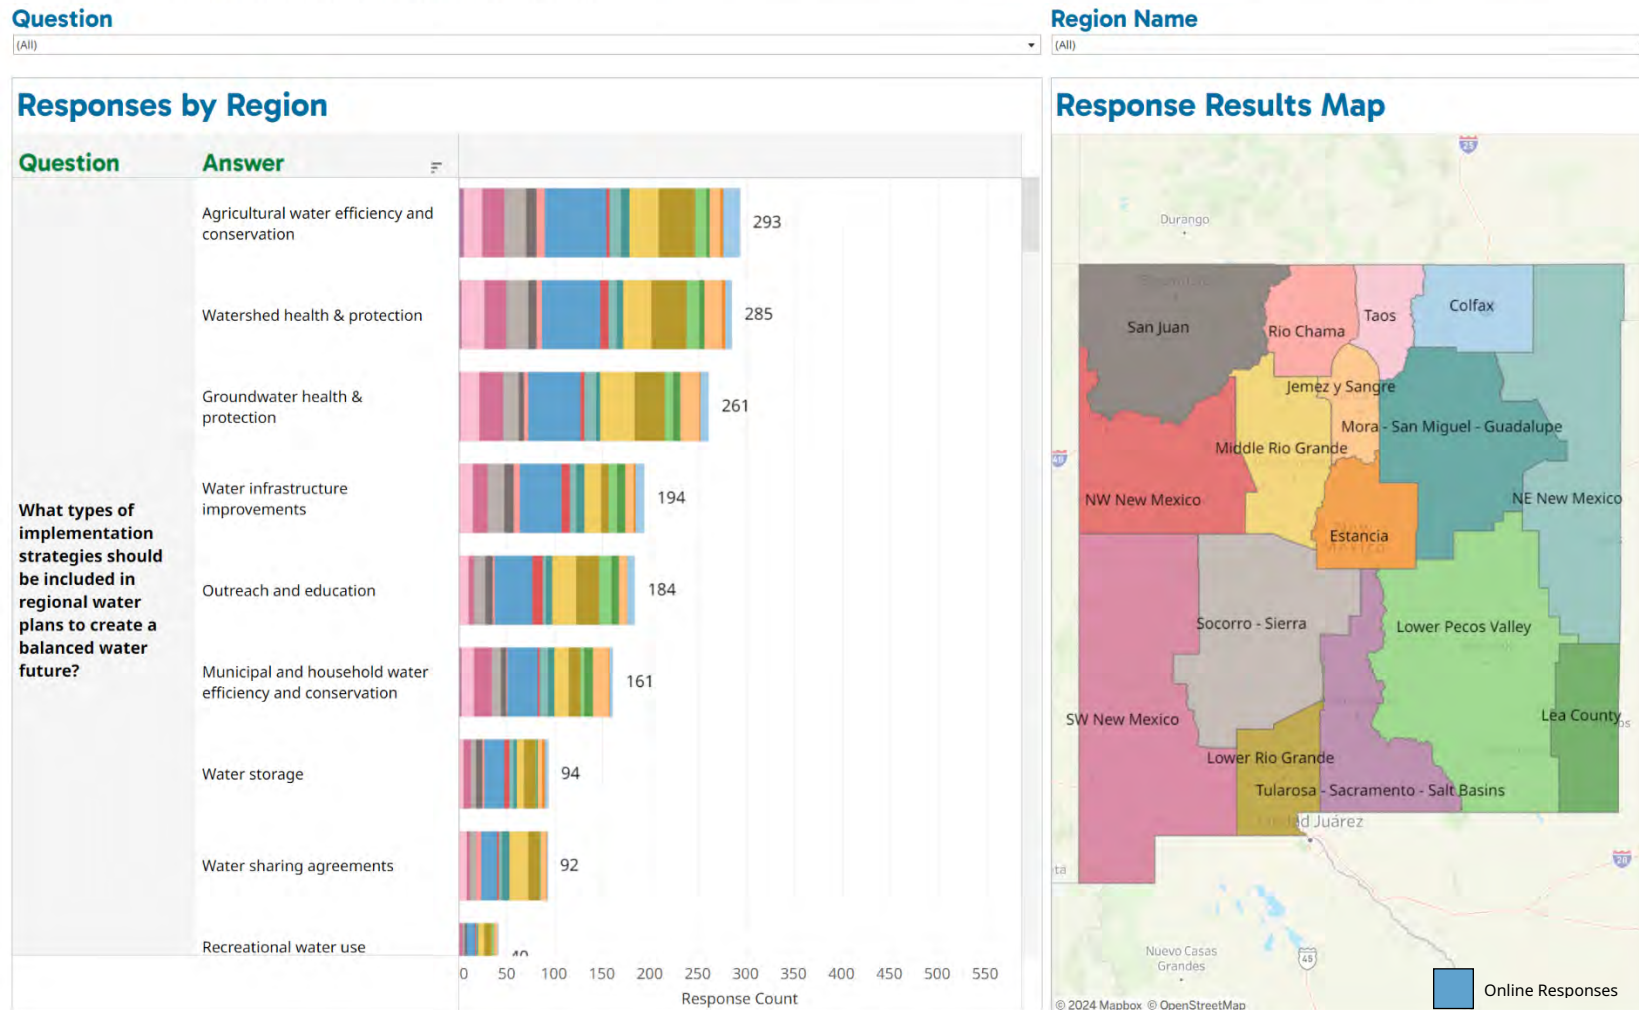 Question
Region Name
(All)
(All)
Responses by Region
Response Results Map
Question
Answer
What types of
implementation
strategies should
be included in
regional water
plans to create a
balanced water
future?
Agricultural water efficiency and
conservation
293
Watershed health & protection
285
Groundwater health &
protection
261
Water infrastructure
improvements
194
Outreach and education
184
Municipal and household water
efficiency and conservation
161
Water storage
94
Water sharing agreements
92
Recreational water use
40
0 50 100 150 200 250 300 350 400 450 500 550
Response Count
25
Durango
San Juan
Rio Chama
Taos
Colfax
Jemez y Sangre
Mora - San Miguel - Guadalupe
Middle Rio Grande
40
NW New Mexico
NE New Mexico
Estancia
Socorro - Sierra
Lower Pecos Valley
SW New Mexico
Lea County
Lower Rio Grande
Tularosa - Sacramento - Salt Basins
Juárez
20
Nuevo Casas
Grandes
45
Online Responses
© 2024 Mapbox © OpenStreetMap